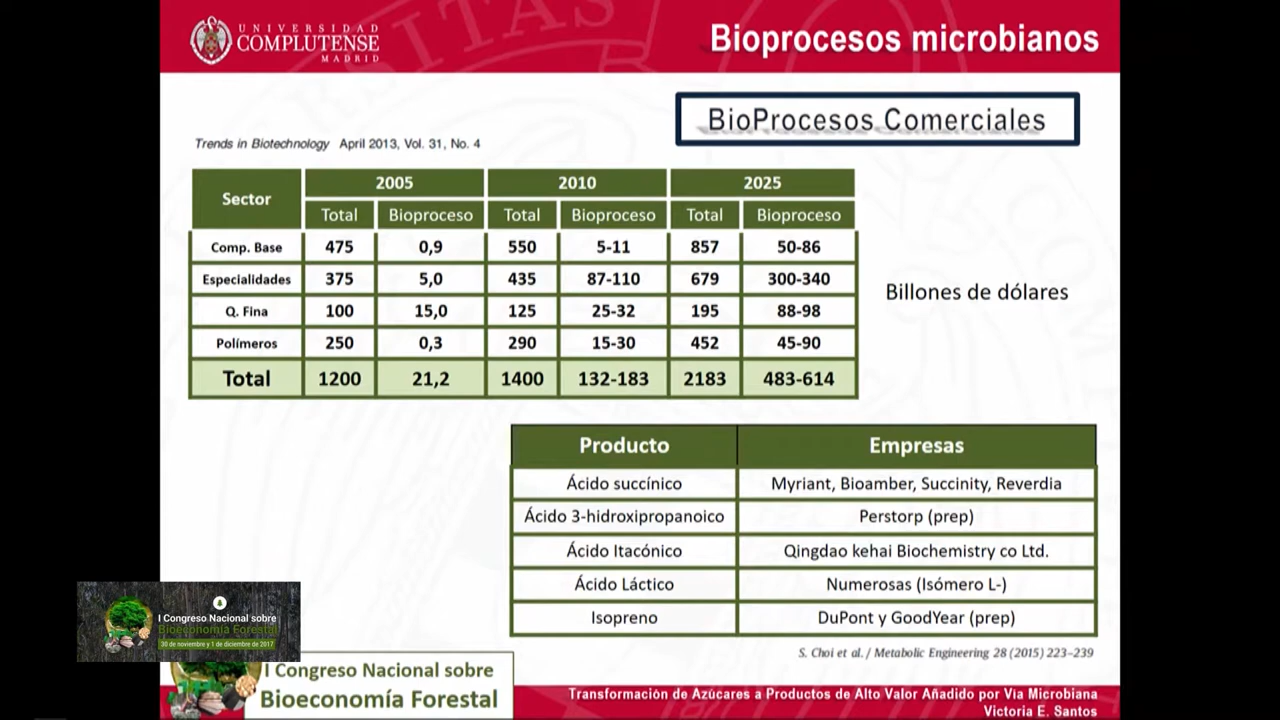 UNIVERSIDAD
COMPLUTENSE
MADRID
Bioprocesos microbianos
BioProcesos Comerciales
Trends in Biotechnology April 2013, Vol. 31, No. 4
Sector 2005 2010 2025
Total Bioproceso Total Bioproceso Total Bioproceso
Comp. Base 475 0,9 550 5-11 857 50-86
Especialidades 375 5,0 435 87-110 679 300-340
Q. Fina 100 15,0 125 25-32 195 88-98
Polímeros 250 0,3 290 15-30 452 45-90
Total 1200 21,2 1400 132-183 2183 483-614
Billones de dólares
Producto Empresas
Ácido succínico Myriant, Bioamber, Succinity, Reverdia
Ácido 3-hidroxipropanoico Perstorp (prep)
Ácido Itacónico Qingdao kehai Biochemistry co Ltd.
Ácido Láctico Numerosas (Isómero L-)
Isopreno DuPont y GoodYear (prep)
S. Choi et al. / Metabolic Engineering 28 (2015) 223–239
I Congreso Nacional sobre
Bioeconomía Forestal
30 de noviembre y 1 de diciembre de 2017
I Congreso Nacional sobre
Bioeconomía Forestal
Transformación de Azúcares a Productos de Alto Valor Añadido por Vía Microbiana
Victoria E. Santos